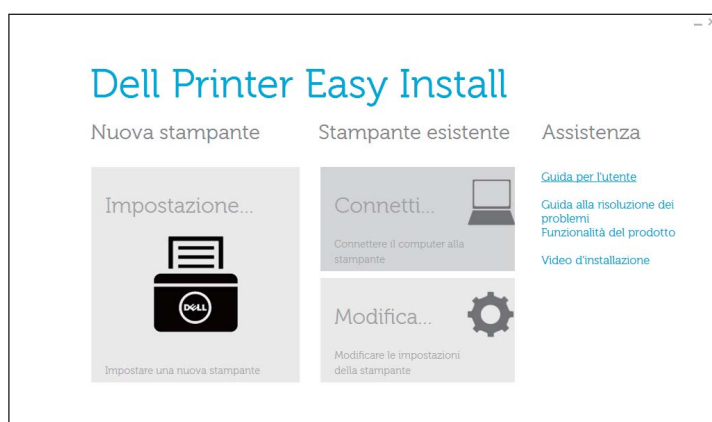 Dell Printer Easy Install
Nuova stampante
Impostazione...
DELL
Impostare una nuova stampante
Stampante esistente
Connetti...
Connettere il computer alla
stampante
Modifica...
Modificare le impostazioni
della stampante
Assistenza
Guida per l'utente
Guida alla risoluzione dei
problemi
Funzionalità del prodotto
Video d'installazione